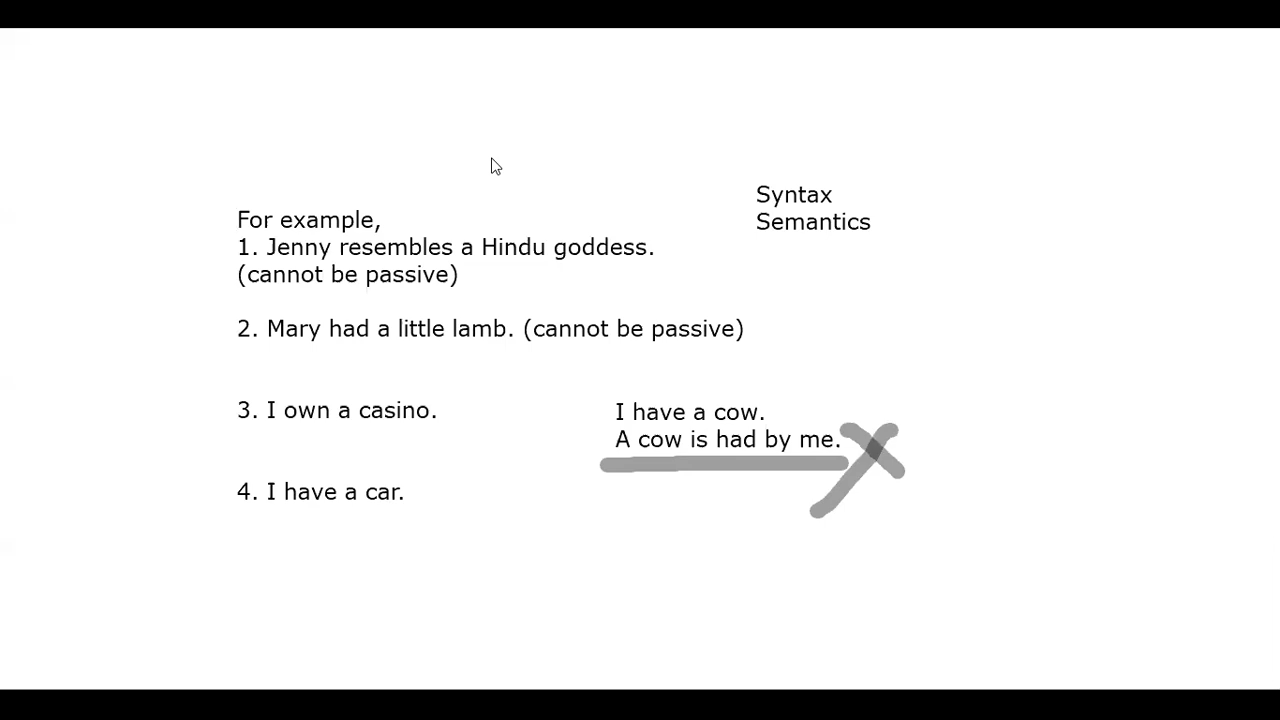 Syntax
Semantics
For example,
1. Jenny resembles a Hindu goddess.
(cannot be passive)
2. Mary had a little lamb. (cannot be passive)
3. I own a casino.
I have a cow.
A cow is had by me.
4. I have a car.